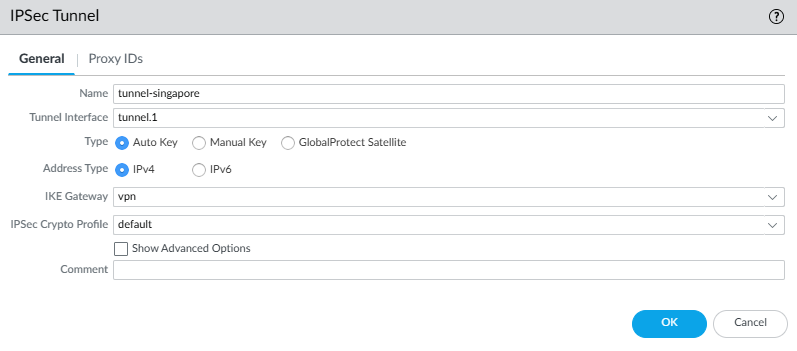 IPSec Tunnel
General | Proxy IDs
Name tunnel-singapore
Tunnel Interface tunnel.1
Type Auto Key Manual Key GlobalProtect Satellite
Address Type IPv4 IPv6
IKE Gateway vpn
IPSec Crypto Profile default
Show Advanced Options
Comment
OK Cancel